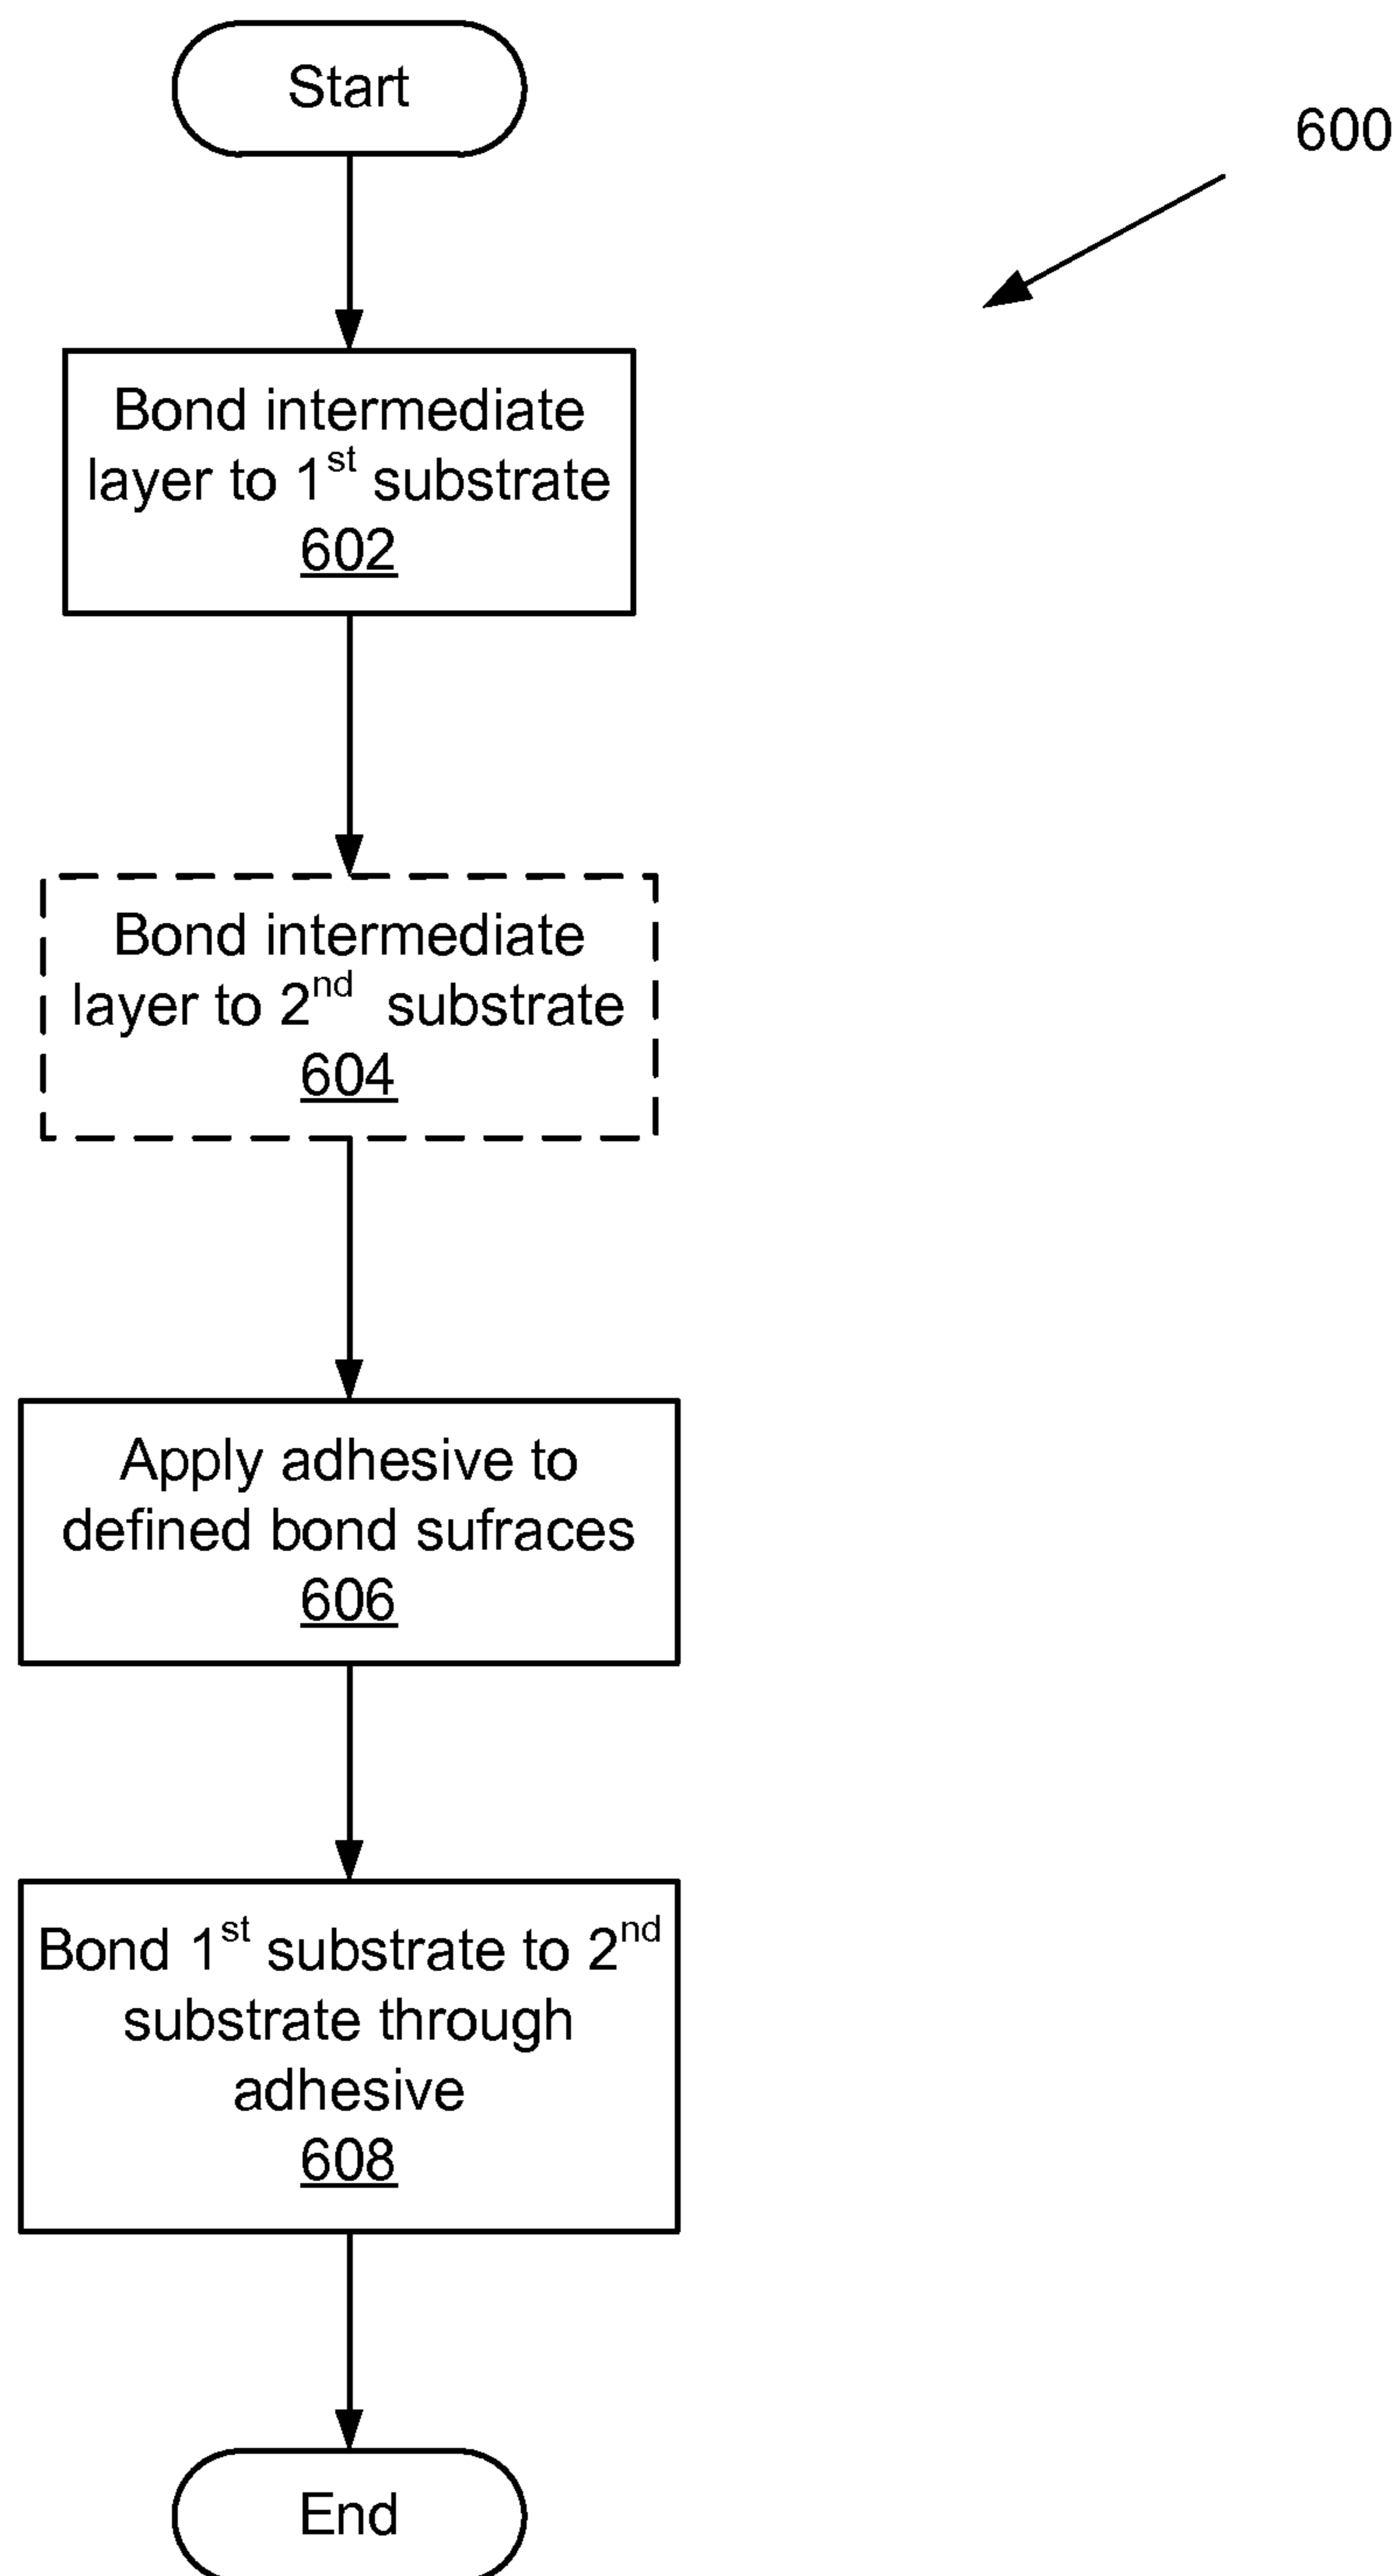 Start
600
Bond intermediate
layer to 1st substrate
602
Bond intermediate
layer to 2nd substrate
604
Apply adhesive to
defined bond sufraces
606
Bond 1st substrate to 2nd
substrate through
adhesive
608
End